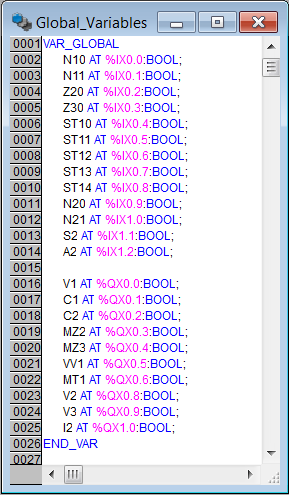 Global_Variables
0001 VAR_GLOBAL
0002 N10 AT %IX0.0:BOOL;
0003 N11 AT %IX0.1:BOOL;
0004 Z20 AT %IX0.2:BOOL;
0005 Z30 AT %IX0.3:BOOL;
0006 ST10 AT %IX0.4:BOOL;
0007 ST11 AT %IX0.5:BOOL;
0008 ST12 AT %IX0.6:BOOL;
0009 ST13 AT %IX0.7:BOOL;
0010 ST14 AT %IX0.8:BOOL;
0011 N20 AT %IX0.9:BOOL;
0012 N21 AT %IX1.0:BOOL;
0013 S2 AT %IX1.1:BOOL;
0014 A2 AT %IX1.2:BOOL;
0015
0016 V1 AT %QX0.0:BOOL;
0017 C1 AT %QX0.1:BOOL;
0018 C2 AT %QX0.2:BOOL;
0019 MZ2 AT %QX0.3:BOOL;
0020 MZ3 AT %QX0.4:BOOL;
0021 VV1 AT %QX0.5:BOOL;
0022 MT1 AT %QX0.6:BOOL;
0023 V2 AT %QX0.8:BOOL;
0024 V3 AT %QX0.9:BOOL;
0025 I2 AT %QX1.0:BOOL;
0026 END_VAR
0027